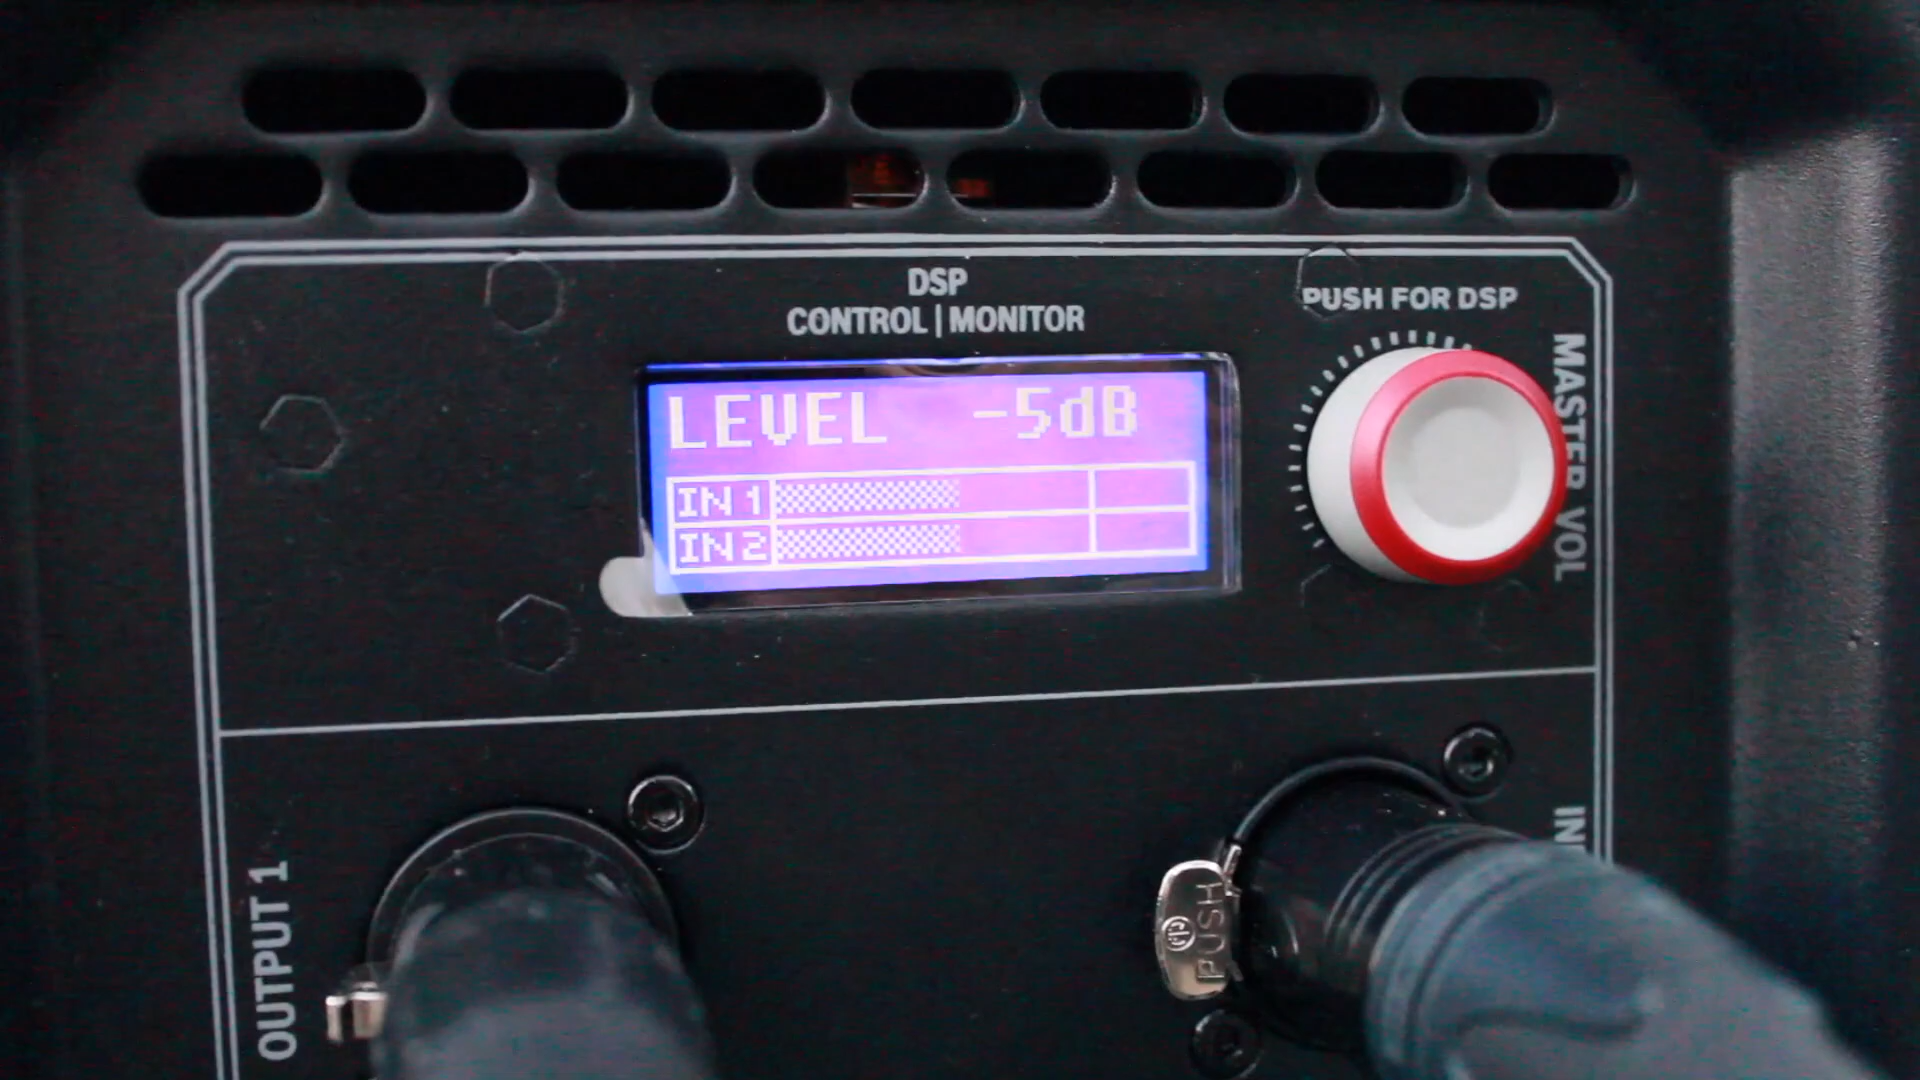 DSP
CONTROL | MONITOR
PUSH FOR DSP
MASTER VOL
LEVEL -5dB
IN 1
IN 2
OUTPUT 1
PUSH